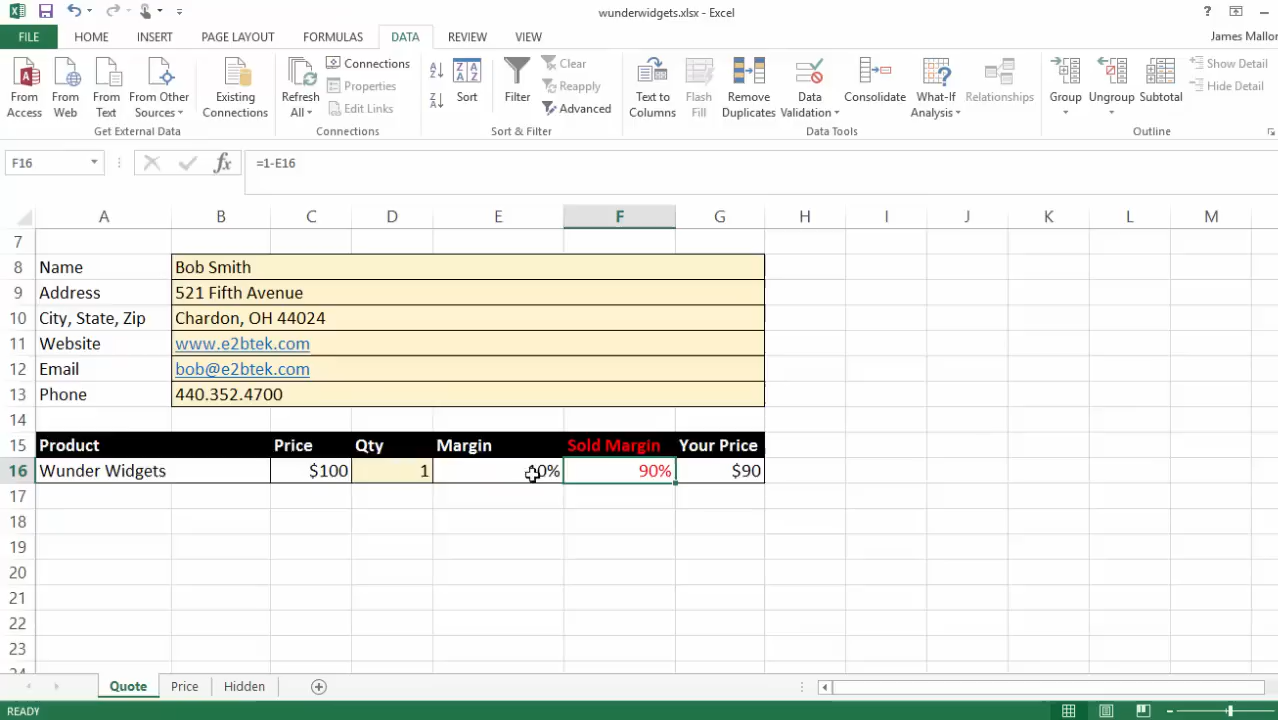 wunderwidgets.xlsx - Excel
?
FILE HOME INSERT PAGE LAYOUT FORMULAS DATA REVIEW VIEW James Mallor
From Access
From Web
From Text
From Other Sources
Existing Connections
Get External Data
Refresh All
Connections
Properties
Edit Links
Connections
Sort
Filter
Clear
Reapply
Advanced
Sort & Filter
Text to Columns
Flash Fill
Remove Duplicates
Data Validation
Consolidate
What-If Analysis
Relationships
Data Tools
Group
Ungroup
Subtotal
Show Detail
Hide Detail
Outline
F16 fx =1-E16
A B C D E F G H I J K L M
7
8 Name Bob Smith
9 Address 521 Fifth Avenue
10 City, State, Zip Chardon, OH 44024
11 Website www.e2btek.com
12 Email bob@e2btek.com
13 Phone 440.352.4700
14
15 Product Price Qty Margin Sold Margin Your Price
16 Wunder Widgets $100 1 90% $90
17
18
19
20
21
22
23
Quote Price Hidden
READY